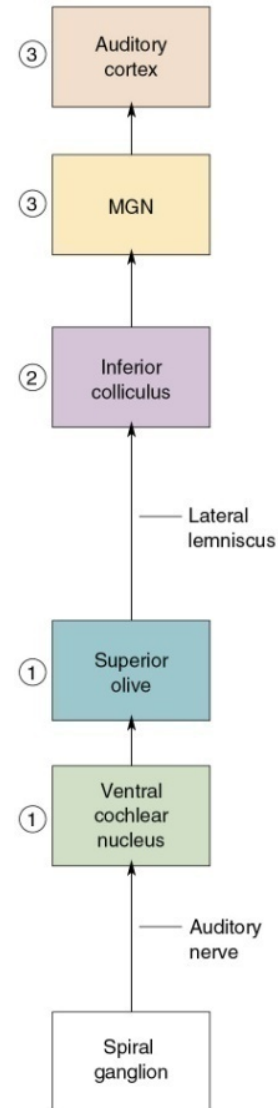 3
Auditory
cortex
3
MGN
2
Inferior
colliculus
Lateral
lemniscus
1
Superior
olive
1
Ventral
cochlear
nucleus
Auditory
nerve
Spiral
ganglion